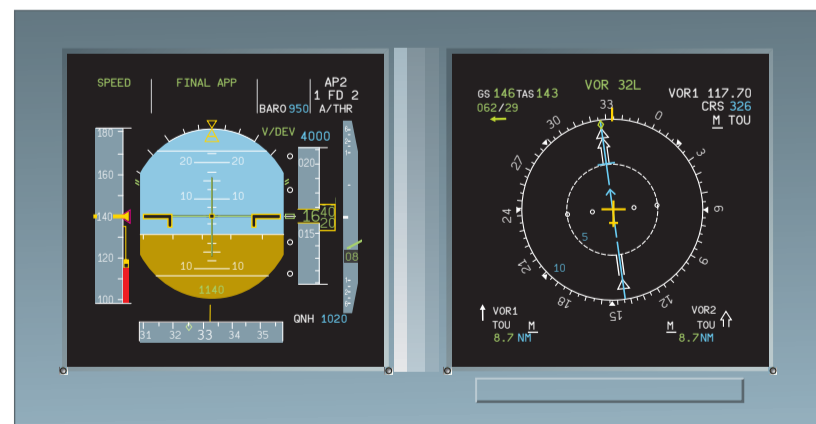 SPEED FINAL APP AP2
1 FD 2
BARO 950 A/THR
V/DEV 4000
180
160
140
120
100
20 20
10 10
10 10
1140
020
015
16 40
20
08
QNH 1020
31 32 33 34 35
GS 146 TAS 143
062/29
VOR 32L
VOR1 117.70
CRS 326
M TOU
33
0
3
6
9
12
15
18
21
24
27
30
5
10
VOR1
TOU M
8.7 NM
VOR2
M TOU
8.7 NM